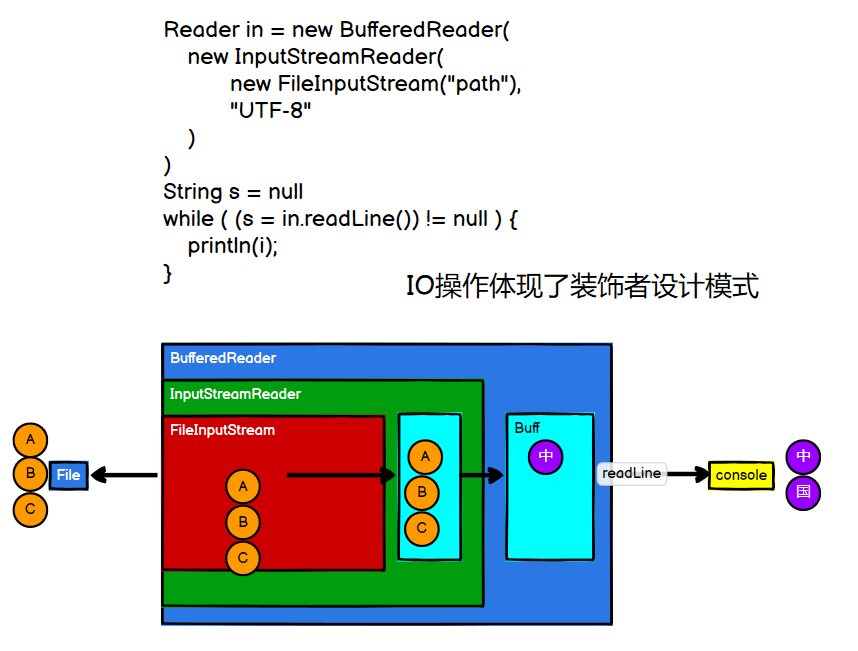 Reader in = new BufferedReader(
new InputStreamReader(
new FileInputStream("path"),
"UTF-8"
)
)
String s = null
while ( (s = in.readLine()) != null ) {
println(i);
}
IO操作体现了装饰者设计模式
BufferedReader
InputStreamReader
FileInputStream
Buff
A
B
C
File
A
B
C
A
B
C
中
readLine
console
中
国